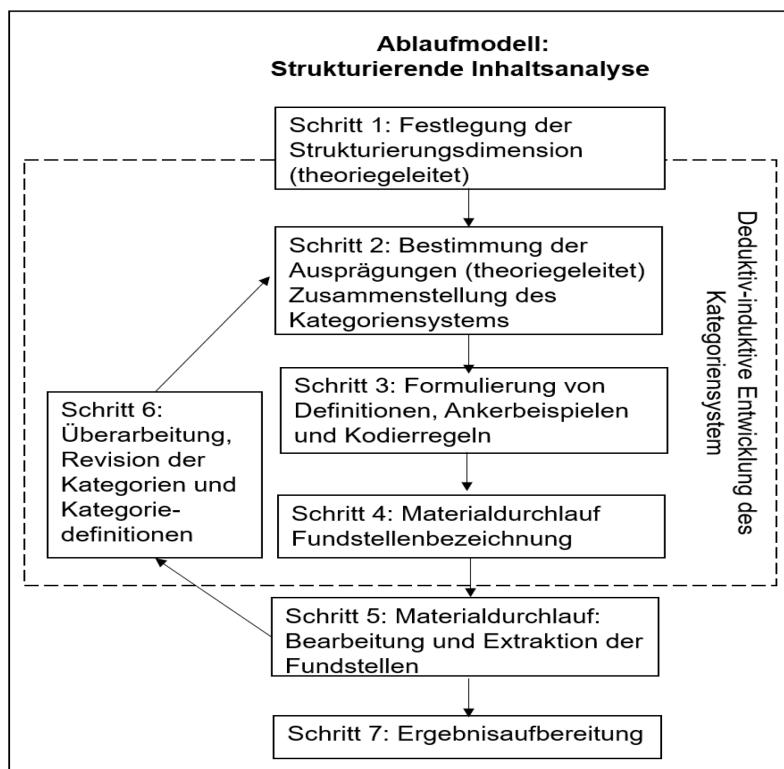 Ablaufmodell:
Strukturierende Inhaltsanalyse
Schritt 1: Festlegung der
Strukturierungsdimension
(theoriegeleitet)
Schritt 2: Bestimmung der
Ausprägungen (theoriegeleitet)
Zusammenstellung des
Kategoriensystems
Schritt 3: Formulierung von
Definitionen, Ankerbeispielen
und Kodierregeln
Schritt 4: Materialdurchlauf
Fundstellenbezeichnung
Schritt 5: Materialdurchlauf:
Bearbeitung und Extraktion der
Fundstellen
Schritt 6:
Überarbeitung,
Revision der
Kategorien und
Kategorie-
definitionen
Schritt 7: Ergebnisaufbereitung
Deduktiv-induktive Entwicklung des
Kategoriensystem